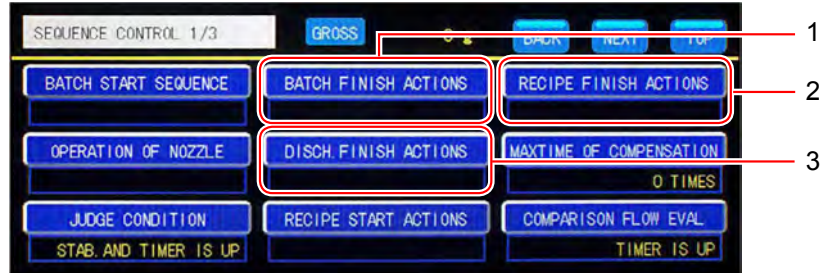 SEQUENCE CONTROL 1/3 GROSS 0 g BACK NEXT TOP
1
BATCH START SEQUENCE BATCH FINISH ACTIONS RECIPE FINISH ACTIONS
2
OPERATION OF NOZZLE DISCH.FINISH ACTIONS MAXTIME OF COMPENSATION
3
0 TIMES
JUDGE CONDITION RECIPE START ACTIONS COMPARISON FLOW EVAL
STAB. AND TIMER IS UP TIMER IS UP